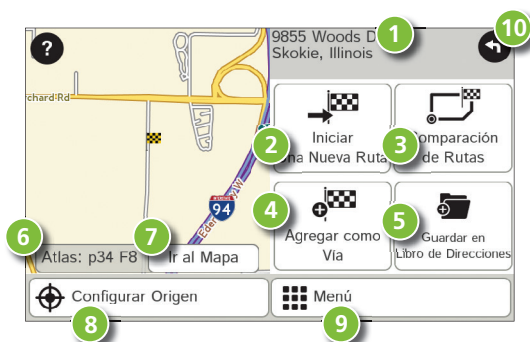 ?
9855 Woods D 1
Skokie, Illinois
10
chard Rd
94
2 Iniciar
na Nueva Ruta
3 omparación
de Rutas
4 Agregar como
Vía
5 Guardar en
Libro de Direcciones
6 Atlas: p34 F8
7 Ir al Mapa
Configurar Origen
8
Menú
9